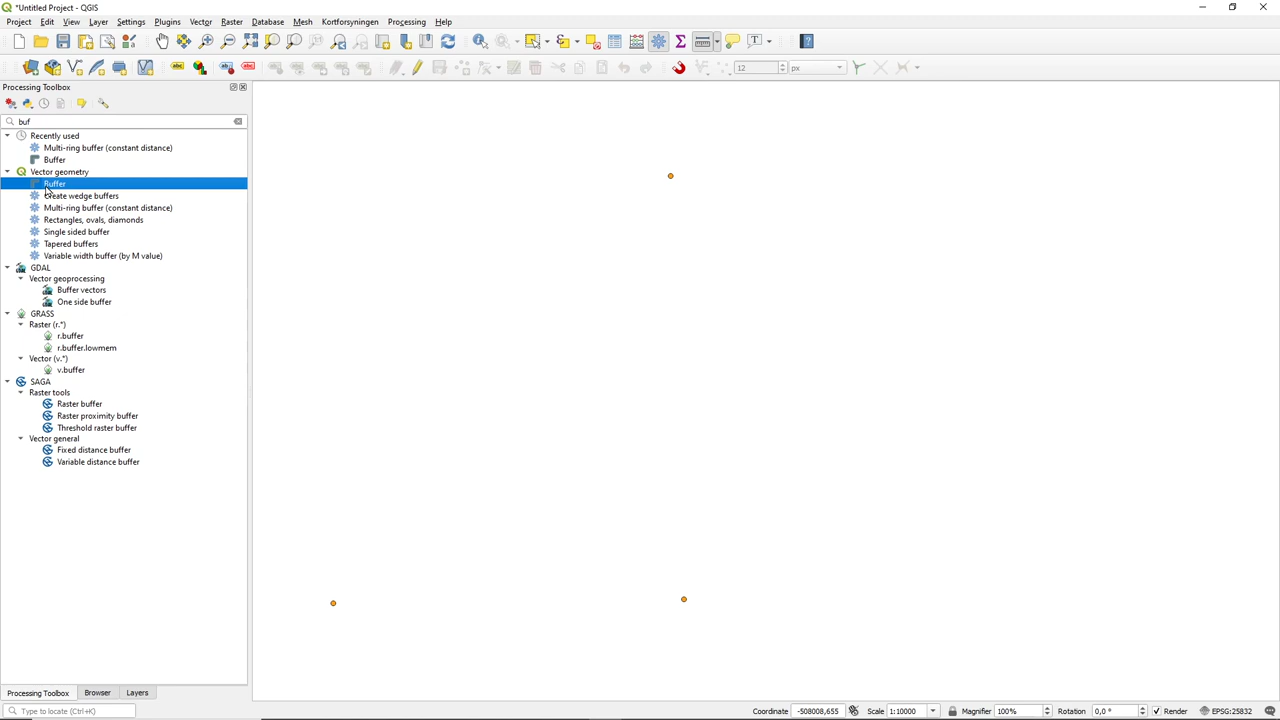 *Untitled Project - QGIS
Project Edit View Layer Settings Plugins Vector Raster Database Mesh Kortforsyningen Processing Help
abc abc abc
12 px
Processing Toolbox
buf
Recently used
Multi-ring buffer (constant distance)
Buffer
Vector geometry
Buffer
Create wedge buffers
Multi-ring buffer (constant distance)
Rectangles, ovals, diamonds
Single sided buffer
Tapered buffers
Variable width buffer (by M value)
GDAL
Vector geoprocessing
Buffer vectors
One side buffer
GRASS
Raster (r.*)
r.buffer
r.buffer.lowmem
Vector (v.*)
v.buffer
SAGA
Raster tools
Raster buffer
Raster proximity buffer
Threshold raster buffer
Vector general
Fixed distance buffer
Variable distance buffer
Processing Toolbox Browser Layers
Type to locate (Ctrl+K) Coordinate -508008,655 Scale 1:10000 Magnifier 100% Rotation 0,0 ° Render EPSG:25832